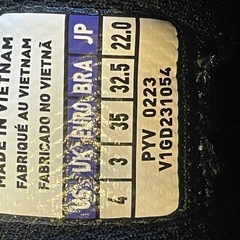 MADE IN VIETNAM
FABRIQUÉ AU VIETNAM
FABRICADO NO VIETNÃ
US UK BRA JP
4 3 35 32.5 22.0
PYV 0223
V1GD231054